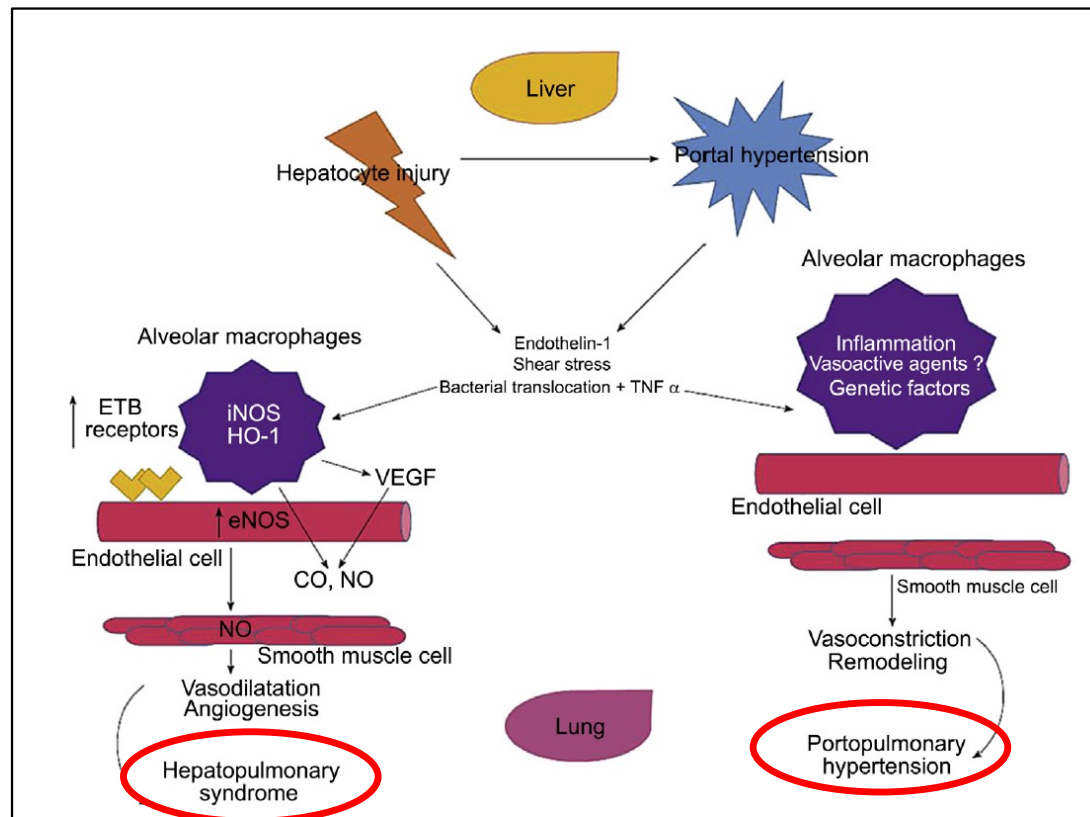 Liver
Hepatocyte injury
Portal hypertension
Endothelin-1
Shear stress
Bacterial translocation + TNF α
Alveolar macrophages
ETB
receptors
iNOS
HO-1
VEGF
eNOS
Endothelial cell
CO, NO
NO
Smooth muscle cell
Vasodilatation
Angiogenesis
Hepatopulmonary
syndrome
Alveolar macrophages
Inflammation
Vasoactive agents ?
Genetic factors
Endothelial cell
Smooth muscle cell
Vasoconstriction
Remodeling
Portopulmonary
hypertension
Lung